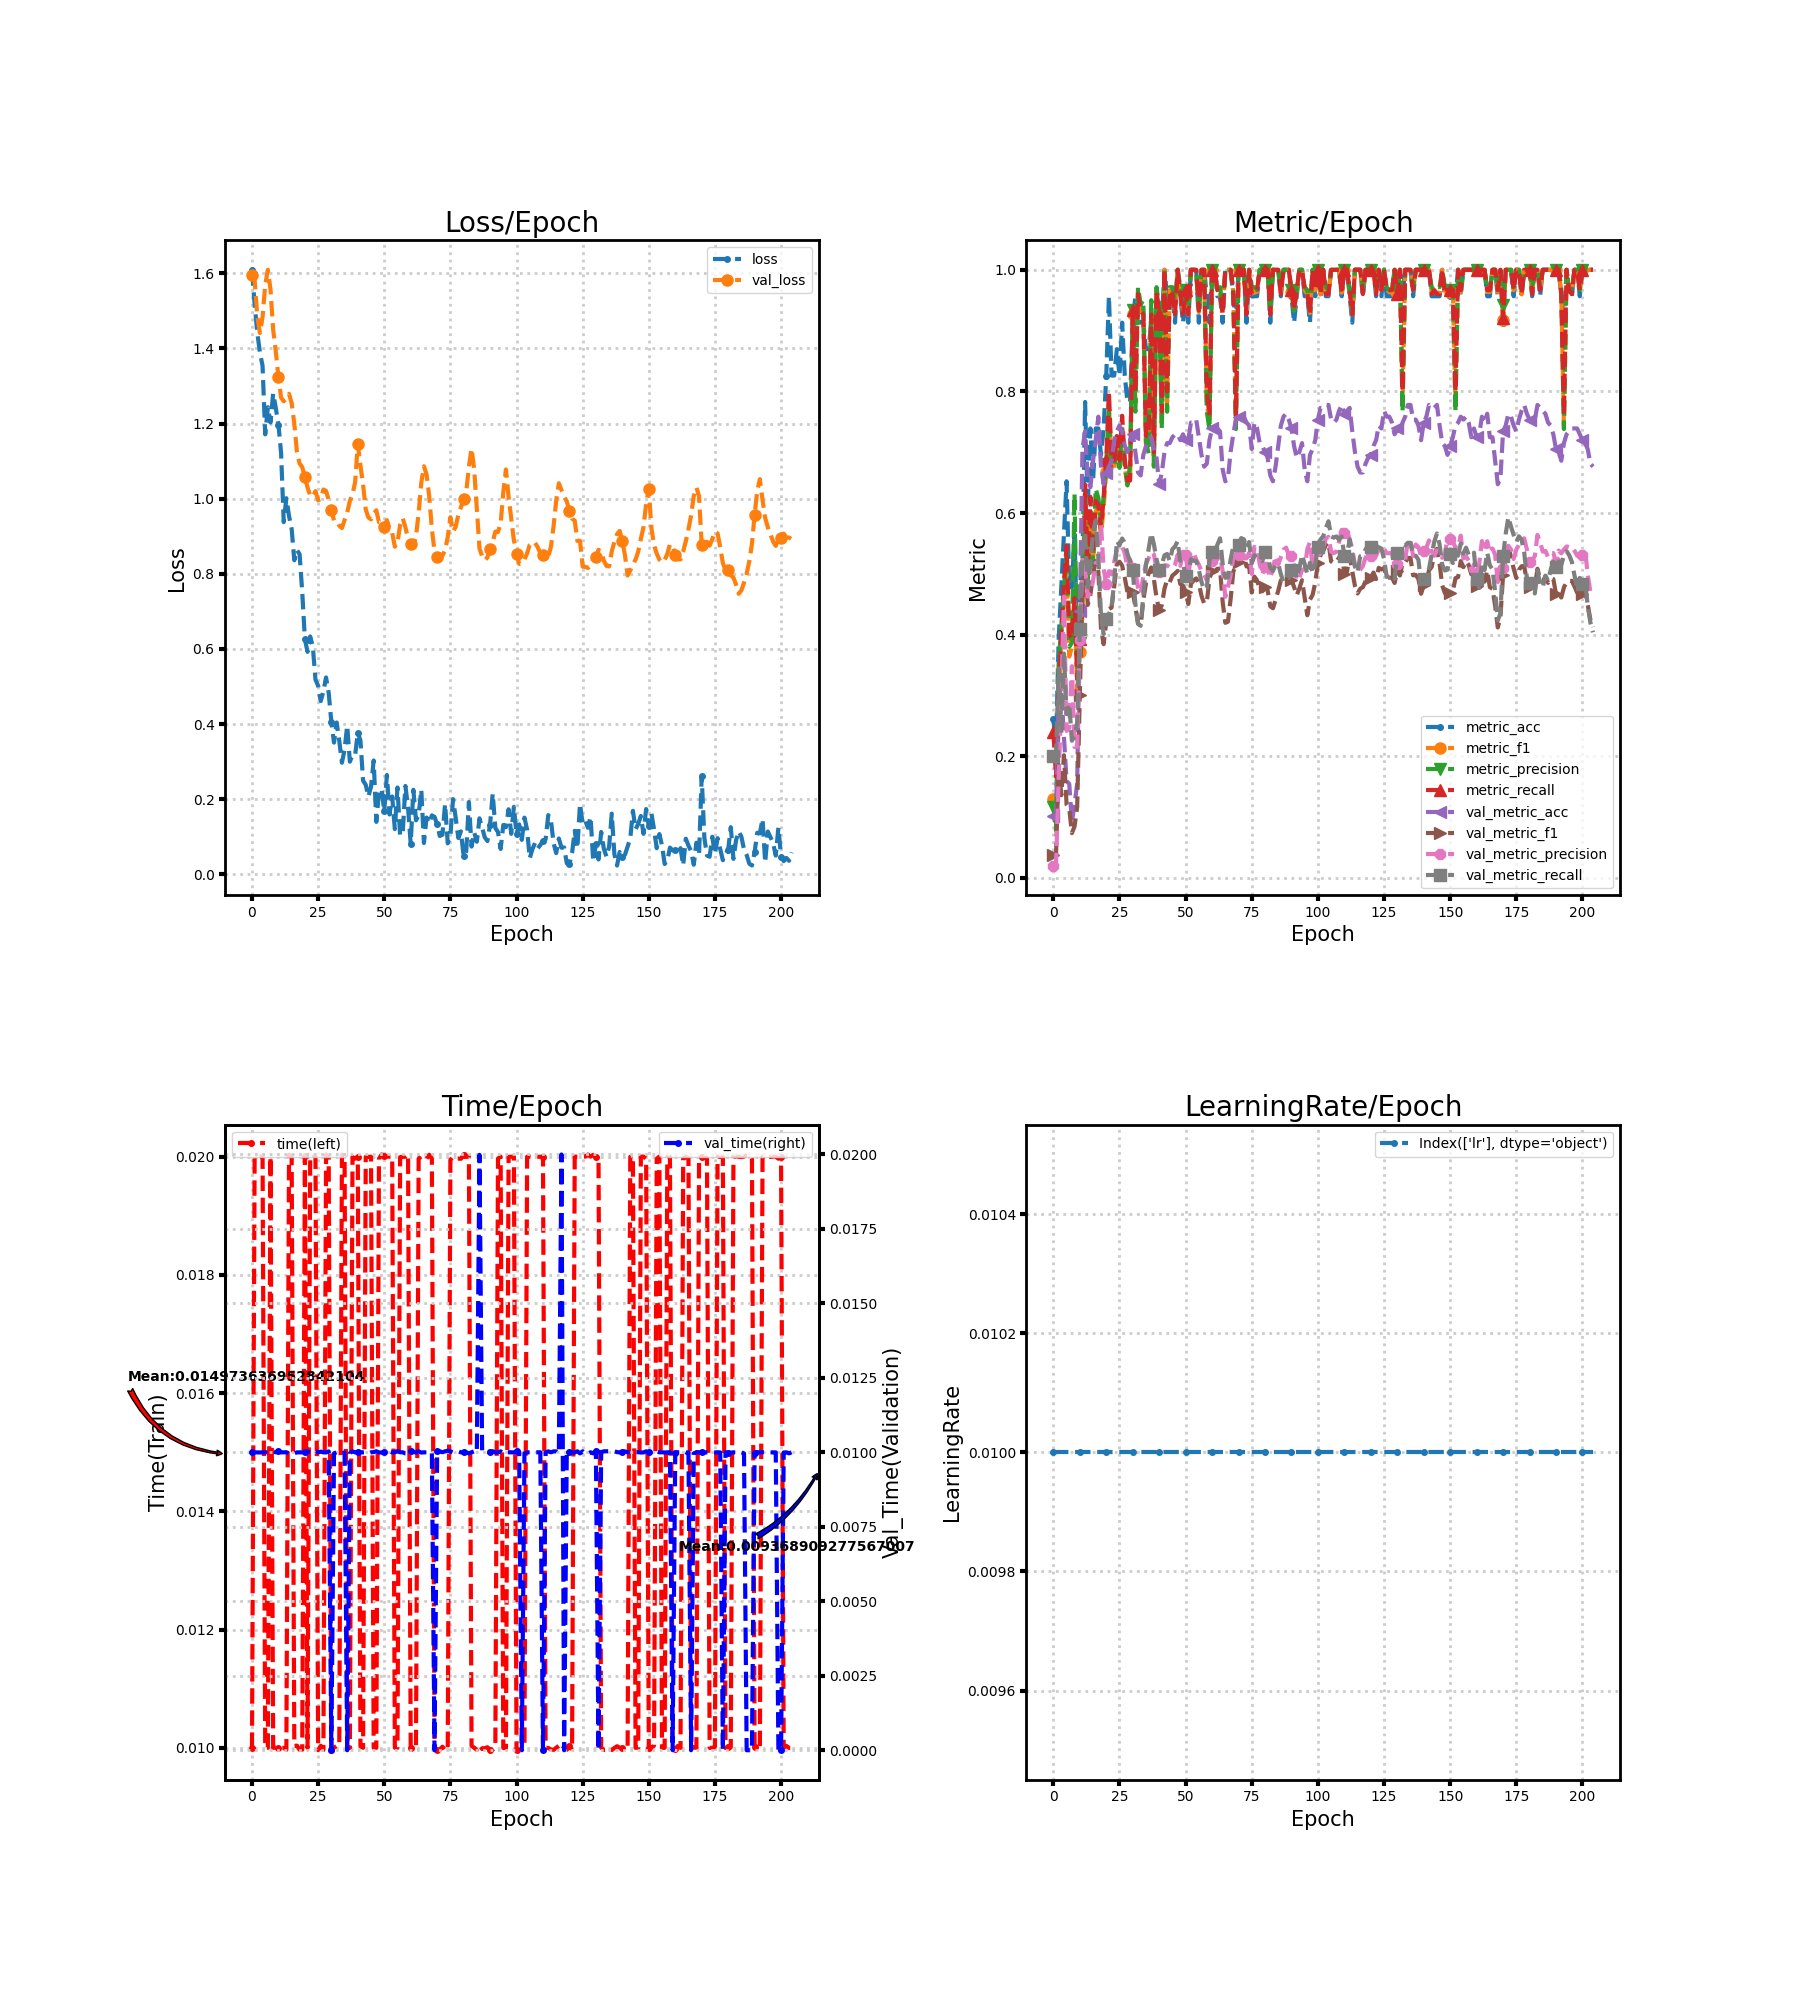 Loss/Epoch
loss
val_loss
1.6
1.4
1.2
1.0
0.8
0.6
0.4
0.2
0.0
Loss
0 25 50 75 100 125 150 175 200
Epoch
Metric/Epoch
1.0
0.8
0.6
0.4
0.2
0.0
Metric
metric_acc
metric_f1
metric_precision
metric_recall
val_metric_acc
val_metric_f1
val_metric_precision
val_metric_recall
0 25 50 75 100 125 150 175 200
Epoch
Time/Epoch
time(left)
val_time(right)
0.020
0.018
0.016
0.014
0.012
0.010
Time(Train)
0.0200
0.0175
0.0150
0.0125
0.0100
0.0075
0.0050
0.0025
0.0000
Val_Time(Validation)
0 25 50 75 100 125 150 175 200
Epoch
LearningRate/Epoch
Index(['lr'], dtype='object')
0.0104
0.0102
0.0100
0.0098
0.0096
LearningRate
0 25 50 75 100 125 150 175 200
Epoch